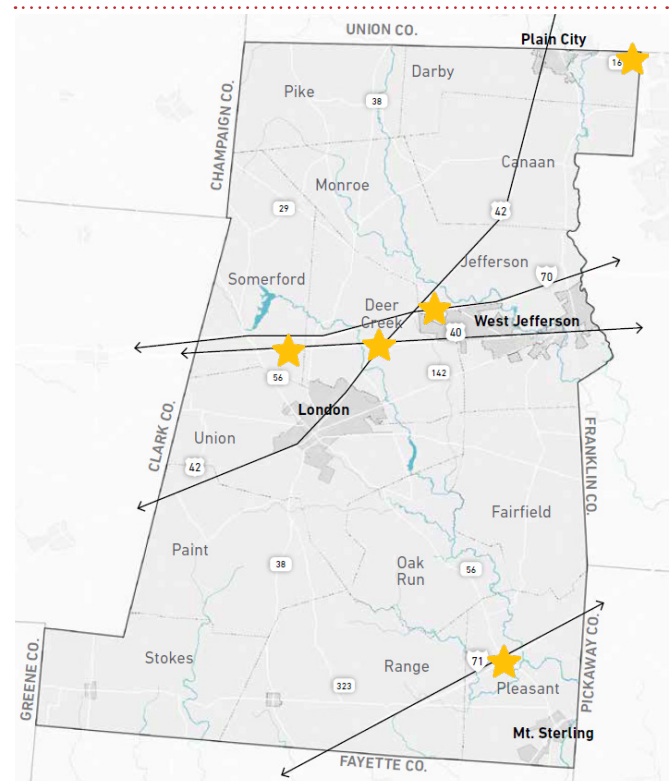 UNION CO.
Plain City
16
Darby
Pike
38
CHAMPAIGN CO.
Canaan
Monroe
29
42
Jefferson
70
Somerford
Deer
Creek
West Jefferson
40
56
142
London
CLARK CO.
Union
42
FRANKLIN CO.
Fairfield
Paint
38
Oak
Run
56
GREENE CO.
Stokes
Range
71
323
Pleasant
PICKAWAY CO.
Mt. Sterling
FAYETTE CO.